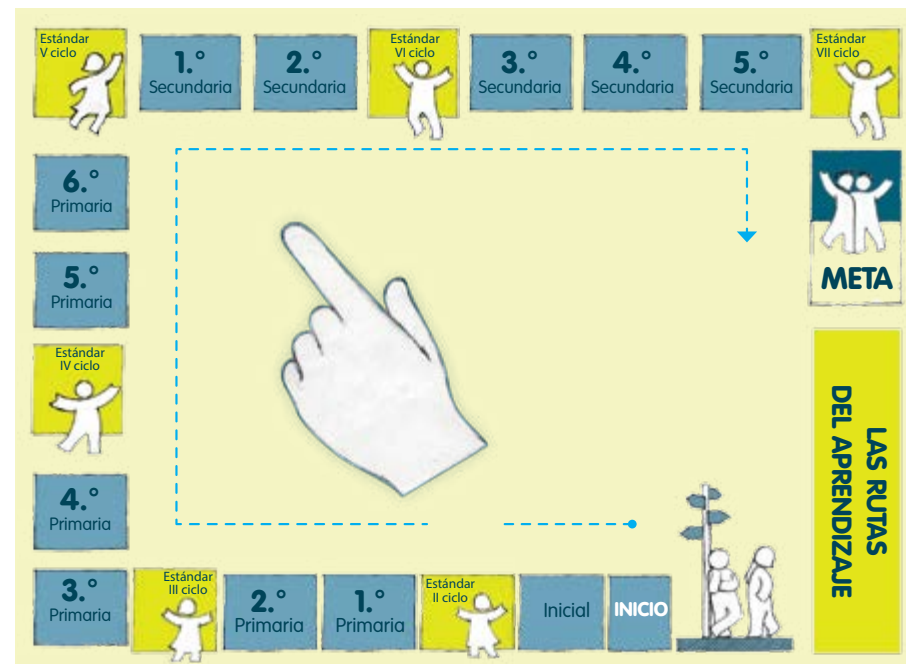 Estándar
V ciclo
1.°
Secundaria
2.°
Secundaria
Estándar
VI ciclo
3.°
Secundaria
4.°
Secundaria
5.°
Secundaria
Estándar
VII ciclo
6.°
Primaria
5.°
Primaria
Estándar
IV ciclo
4.°
Primaria
3.°
Primaria
Estándar
III ciclo
2.°
Primaria
1.°
Primaria
Estándar
II ciclo
Inicial
INICIO
META
LAS RUTAS
DEL APRENDIZAJE